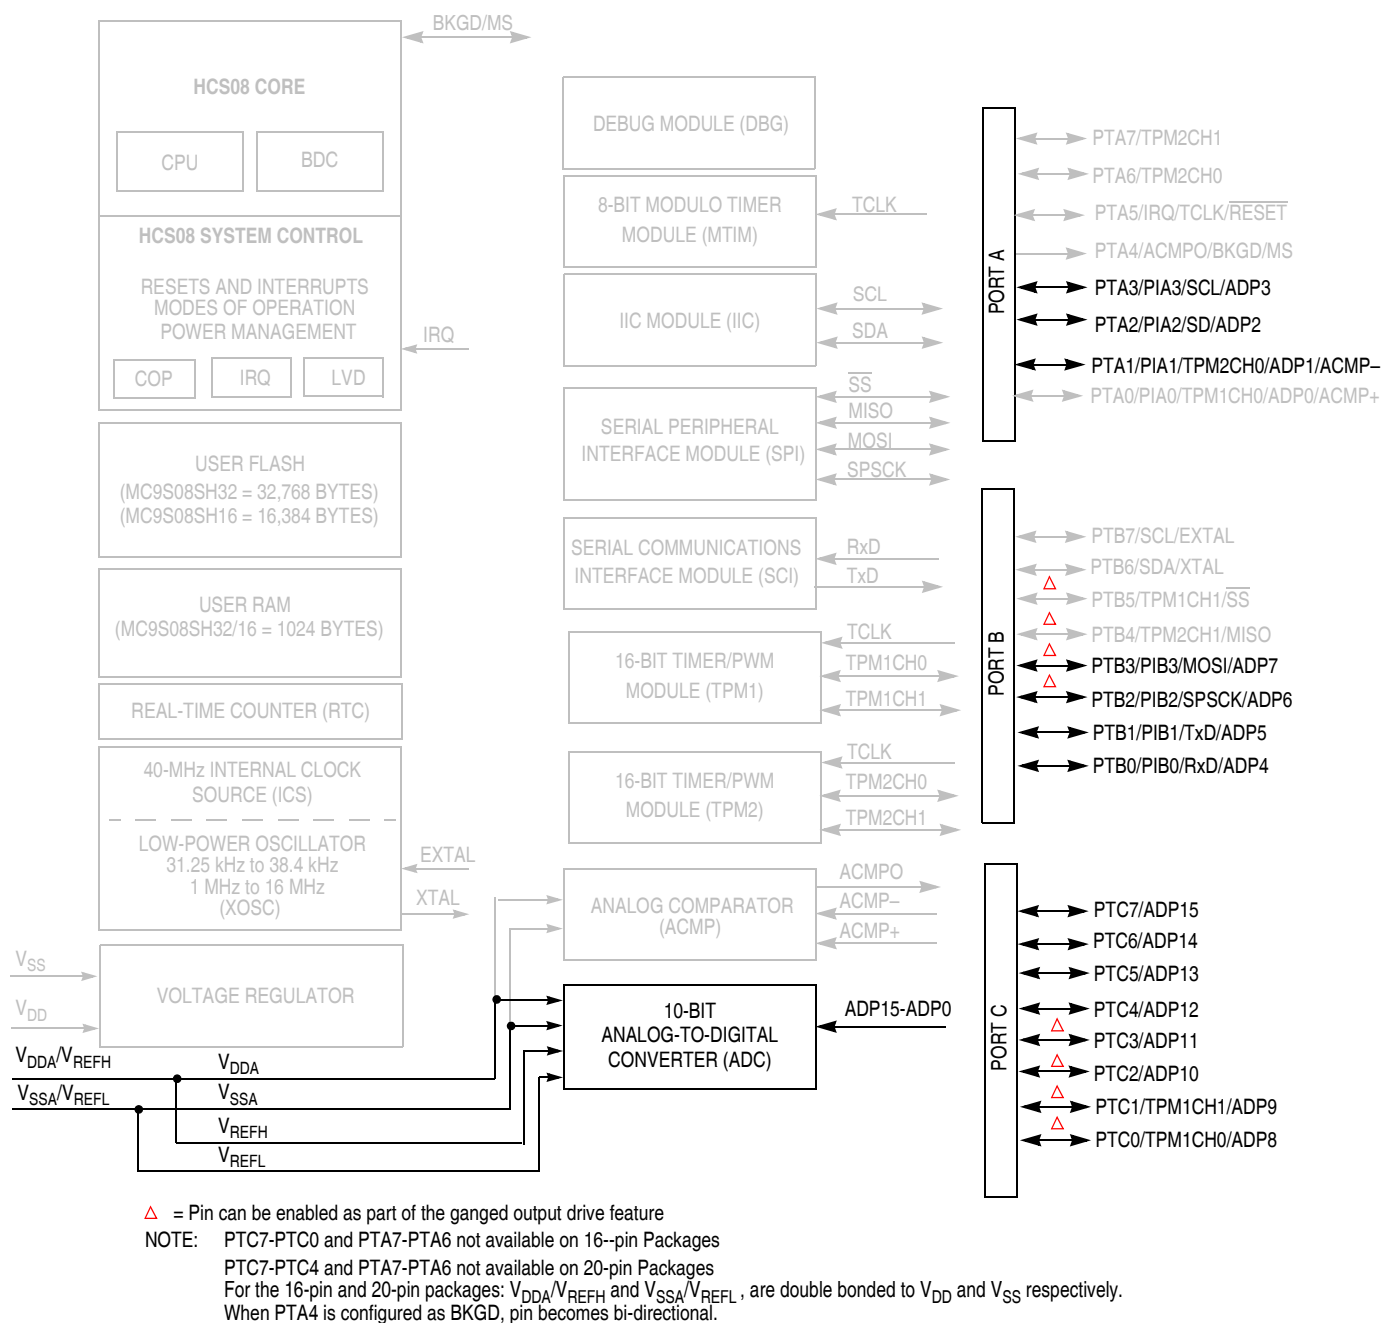 BKGD/MS
HCS08 CORE
CPU
BDC
HCS08 SYSTEM CONTROL
RESETS AND INTERRUPTS
MODES OF OPERATION
POWER MANAGEMENT
COP
IRQ
LVD
IRQ
USER FLASH
(MC9S08SH32 = 32,768 BYTES)
(MC9S08SH16 = 16,384 BYTES)
USER RAM
(MC9S08SH32/16 = 1024 BYTES)
REAL-TIME COUNTER (RTC)
40-MHz INTERNAL CLOCK
SOURCE (ICS)
LOW-POWER OSCILLATOR
31.25 kHz to 38.4 kHz
1 MHz to 16 MHz
(XOSC)
EXTAL
XTAL
VSS
VDD
VOLTAGE REGULATOR
VDDA/VREFH
VSSA/VREFL
VDDA
VSSA
VREFH
VREFL
DEBUG MODULE (DBG)
8-BIT MODULO TIMER
MODULE (MTIM)
TCLK
IIC MODULE (IIC)
SCL
SDA
SERIAL PERIPHERAL
INTERFACE MODULE (SPI)
SS
MISO
MOSI
SPSCK
SERIAL COMMUNICATIONS
INTERFACE MODULE (SCI)
RxD
TxD
16-BIT TIMER/PWM
MODULE (TPM1)
TCLK
TPM1CH0
TPM1CH1
16-BIT TIMER/PWM
MODULE (TPM2)
TCLK
TPM2CH0
TPM2CH1
ANALOG COMPARATOR
(ACMP)
ACMPO
ACMP–
ACMP+
10-BIT
ANALOG-TO-DIGITAL
CONVERTER (ADC)
ADP15-ADP0
PORT A
PTA7/TPM2CH1
PTA6/TPM2CH0
PTA5/IRQ/TCLK/RESET
PTA4/ACMPO/BKGD/MS
PTA3/PIA3/SCL/ADP3
PTA2/PIA2/SD/ADP2
PTA1/PIA1/TPM2CH0/ADP1/ACMP–
PTA0/PIA0/TPM1CH0/ADP0/ACMP+
PORT B
PTB7/SCL/EXTAL
PTB6/SDA/XTAL
PTB5/TPM1CH1/SS
PTB4/TPM2CH1/MISO
PTB3/PIB3/MOSI/ADP7
PTB2/PIB2/SPSCK/ADP6
PTB1/PIB1/TxD/ADP5
PTB0/PIB0/RxD/ADP4
PORT C
PTC7/ADP15
PTC6/ADP14
PTC5/ADP13
PTC4/ADP12
PTC3/ADP11
PTC2/ADP10
PTC1/TPM1CH1/ADP9
PTC0/TPM1CH0/ADP8
Δ = Pin can be enabled as part of the ganged output drive feature
NOTE: PTC7-PTC0 and PTA7-PTA6 not available on 16--pin Packages
PTC7-PTC4 and PTA7-PTA6 not available on 20-pin Packages
For the 16-pin and 20-pin packages: VDDA/VREFH and VSSA/VREFL , are double bonded to VDD and VSS respectively.
When PTA4 is configured as BKGD, pin becomes bi-directional.